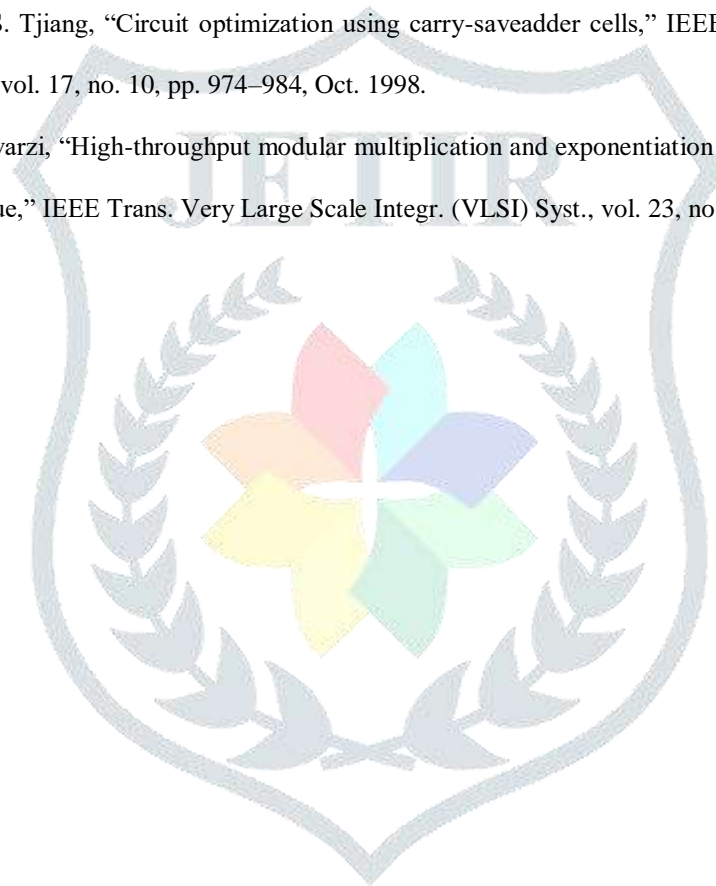 S. Tjiang, “Circuit optimization using carry-saveadder cells,” IEEE
vol. 17, no. 10, pp. 974–984, Oct. 1998.
varzi, “High-throughput modular multiplication and exponentiation
JETIR
ue,” IEEE Trans. Very Large Scale Integr. (VLSI) Syst., vol. 23, no